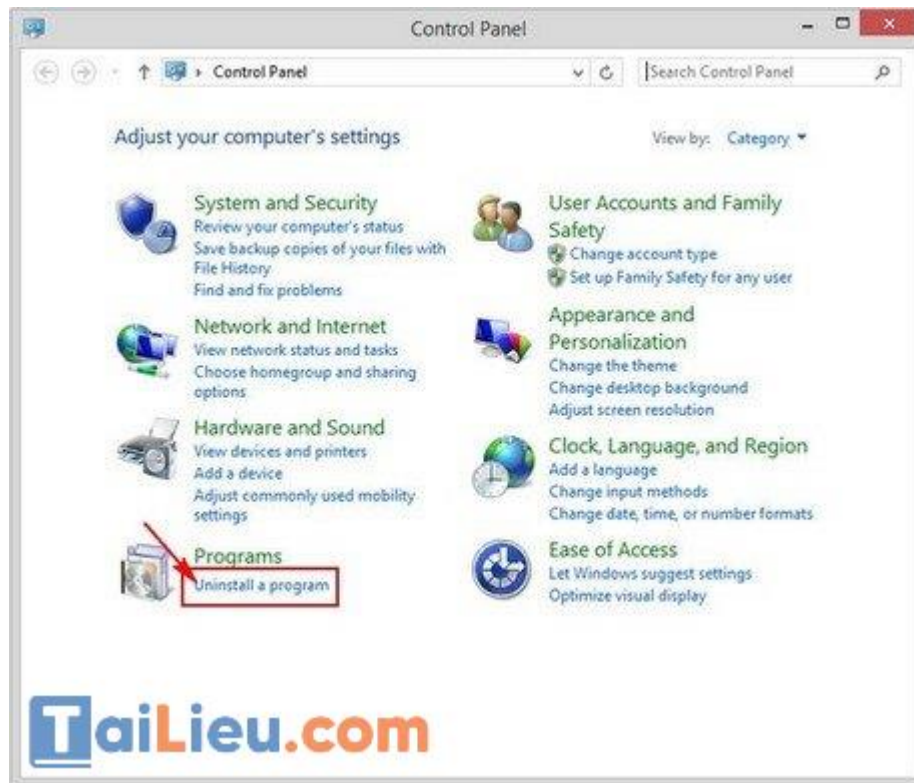 Control Panel
Control Panel
Search Control Panel
Adjust your computer's settings
View by: Category
System and Security
Review your computer's status
Save backup copies of your files with
File History
Find and fix problems
Network and Internet
View network status and tasks
Choose homegroup and sharing
options
Hardware and Sound
View devices and printers
Add a device
Adjust commonly used mobility
settings
Programs
Uninstall a program
User Accounts and Family
Safety
Change account type
Set up Family Safety for any user
Appearance and
Personalization
Change the theme
Change desktop background
Adjust screen resolution
Clock, Language, and Region
Add a language
Change input methods
Change date, time, or number formats
Ease of Access
Let Windows suggest settings
Optimize visual display
TaiLieu.com